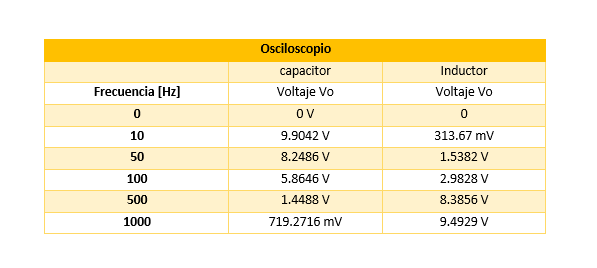 Osciloscopio
capacitor Inductor
Frecuencia [Hz] Voltaje Vo Voltaje Vo
0 0 V 0
10 9.9042 V 313.67 mV
50 8.2486 V 1.5382 V
100 5.8646 V 2.9828 V
500 1.4488 V 8.3856 V
1000 719.2716 mV 9.4929 V